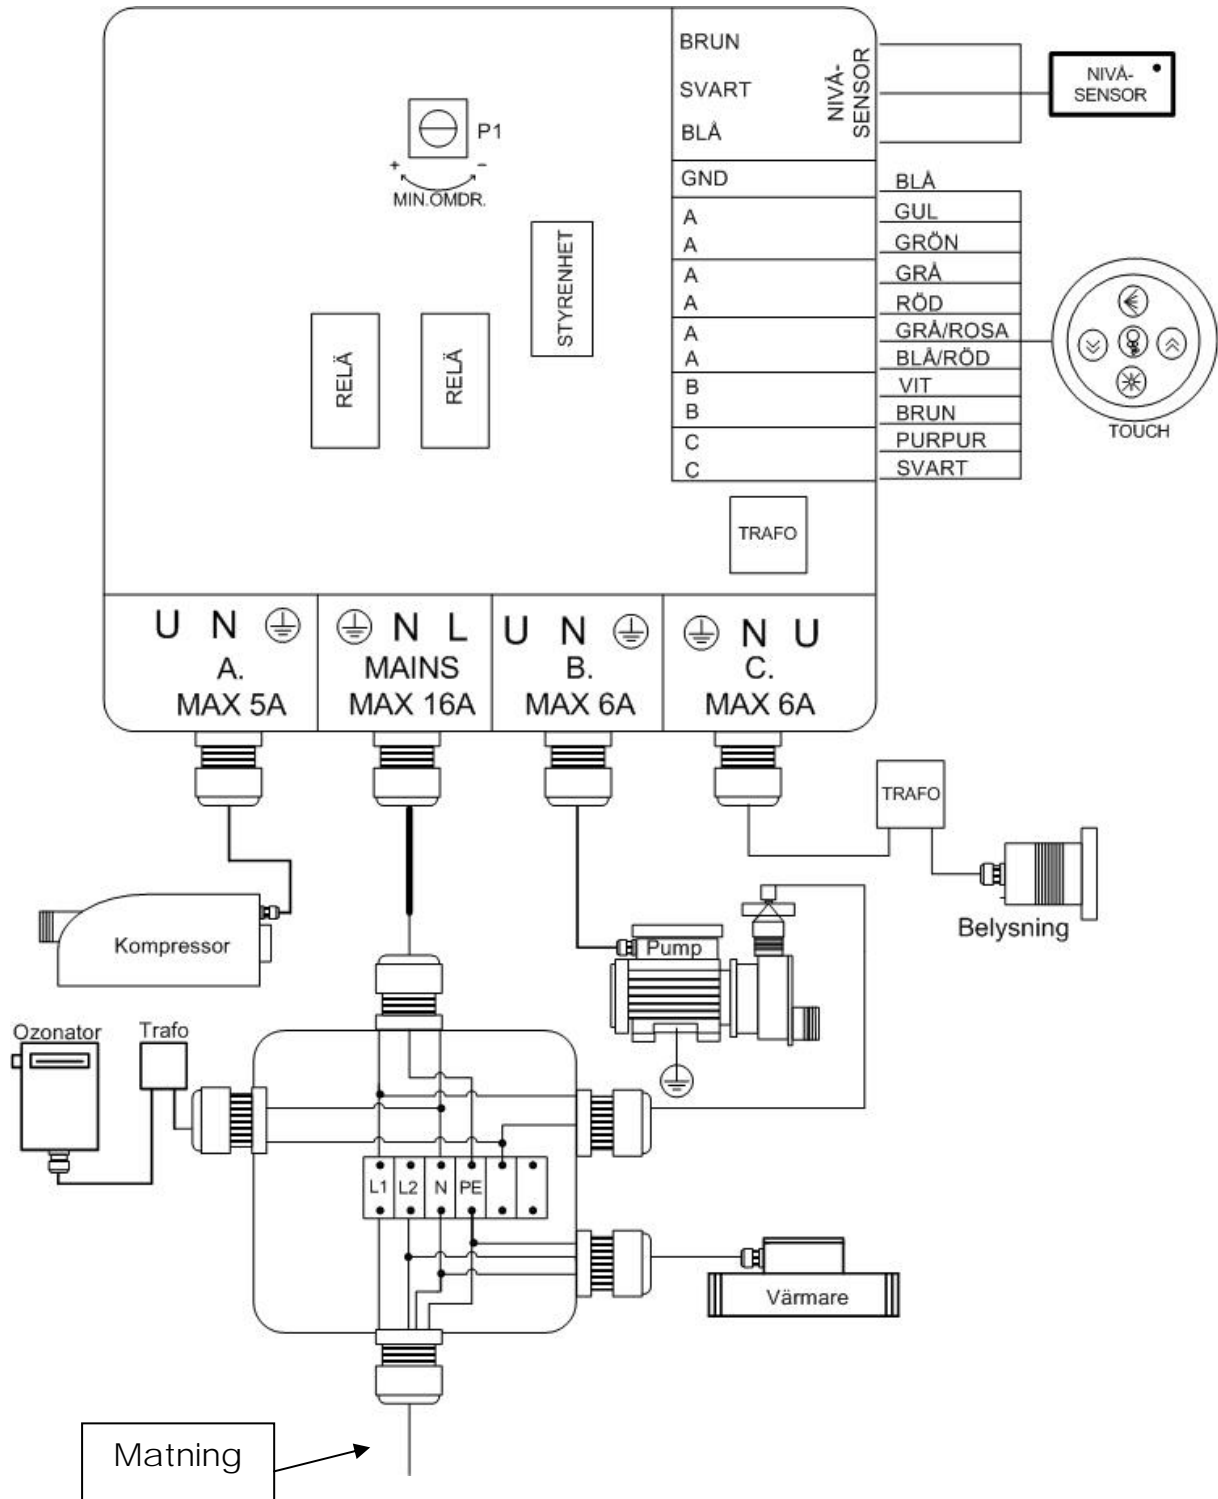 BRUN
SVART
BLÅ
NIVÅ-
SENSOR
NIVÅ-
SENSOR
P1
+ -
MIN.OMDR.
GND
BLÅ
A GUL
A GRÖN
A GRÅ
A RÖD
A GRÅ/ROSA
A BLÅ/RÖD
B VIT
B BRUN
C PURPUR
C SVART
TOUCH
STYRENHET
RELÄ
RELÄ
TRAFO
U N
A.
MAX 5A
N L
MAINS
MAX 16A
U N
B.
MAX 6A
N U
C.
MAX 6A
TRAFO
Belysning
Kompressor
Pump
Ozonator
Trafo
L1 L2 N PE
Värmare
Matning